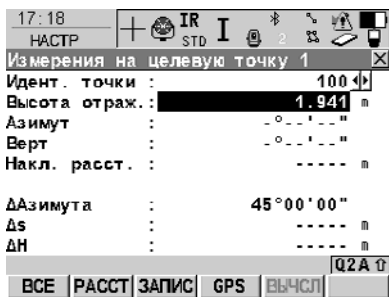 17:18 IR
НАСТР STD I 2
Измерения на целевую точку 1
Идент. точки : 100
Высота отраж.: 1.941 m
Азимут : -°--'--"
Верт : -°--'--"
Накл. расст. : ----- m
ΔАзимута : 45°00'00"
Δs : ----- m
ΔH : ----- m
Q2A⇧
ВСЕ РАССТ ЗАПИС GPS ВЫЧСЛ